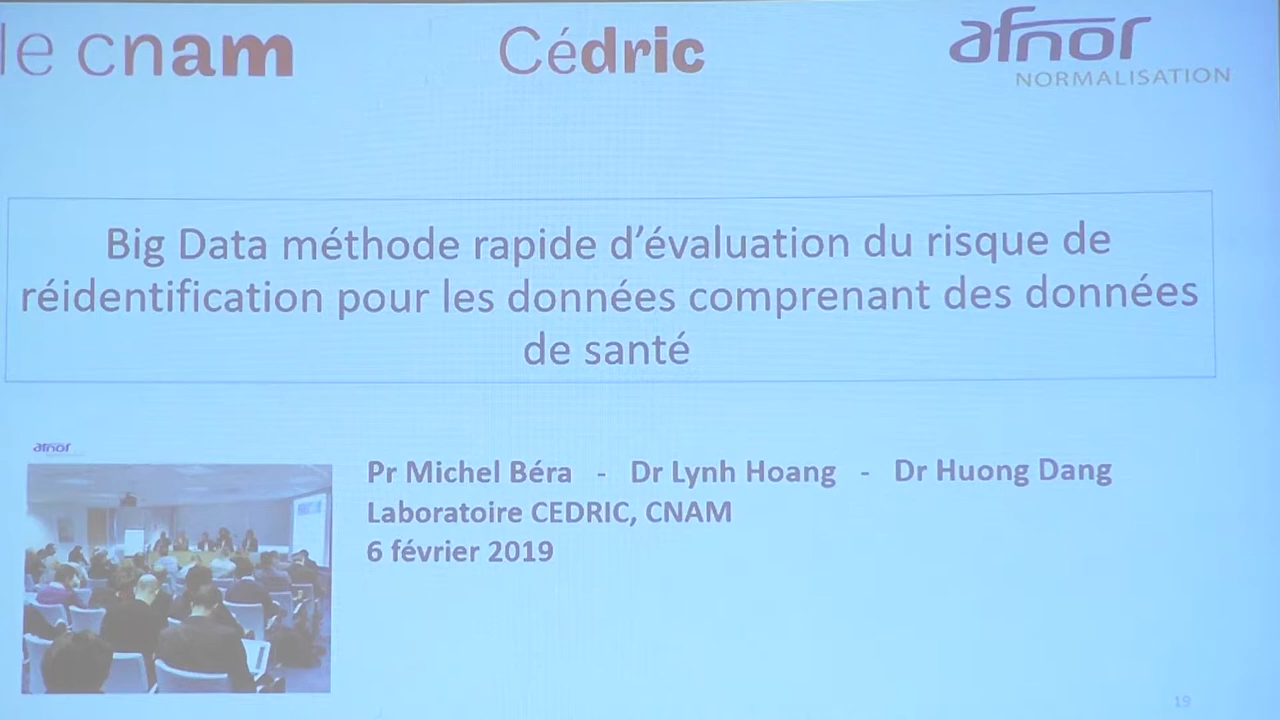 le cnam
Cédric
afnor
NORMALISATION
Big Data méthode rapide d’évaluation du risque de
réidentification pour les données comprenant des données
de santé
afnor
Pr Michel Béra - Dr Lynh Hoang - Dr Huong Dang
Laboratoire CEDRIC, CNAM
6 février 2019
19